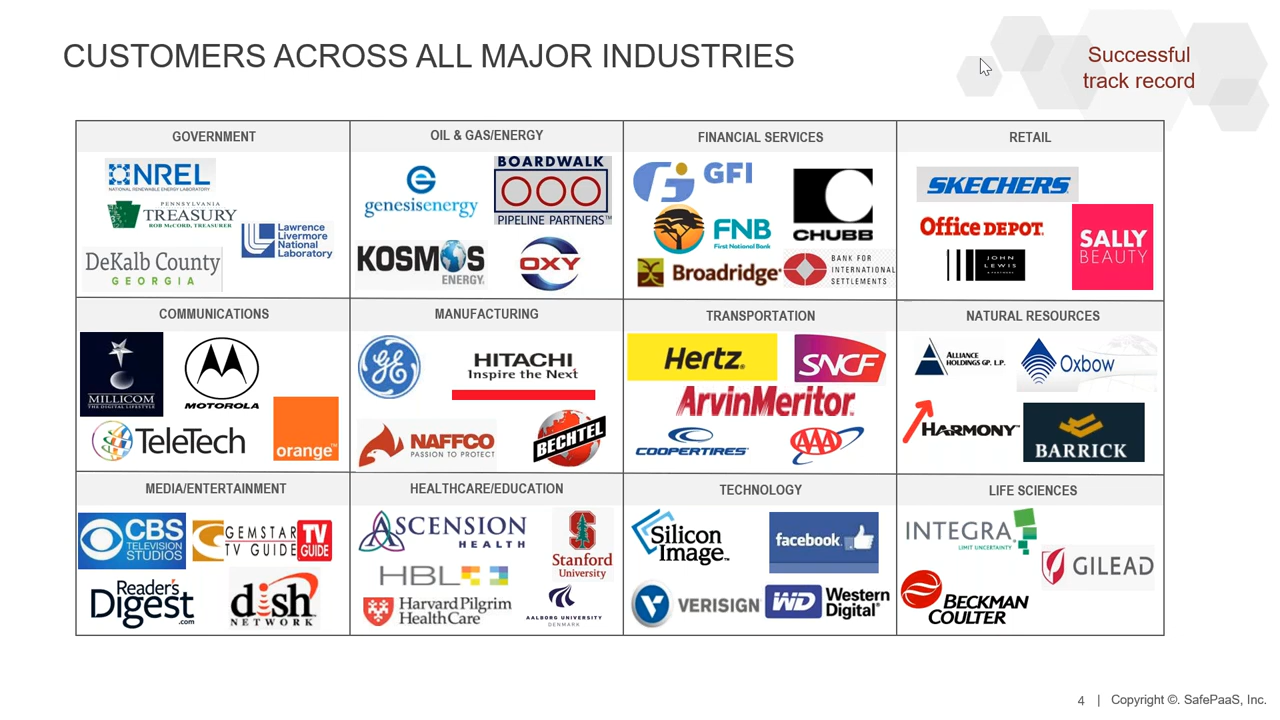 CUSTOMERS ACROSS ALL MAJOR INDUSTRIES
Successful
track record
GOVERNMENT
NREL
NATIONAL RENEWABLE ENERGY LABORATORY
PENNSYLVANIA
TREASURY
ROB McCORD, TREASURER
Lawrence
Livermore
National
Laboratory
DeKalb County
GEORGIA
OIL & GAS/ENERGY
genesisenergy
BOARDWALK
PIPELINE PARTNERS™
KOSMOS
ENERGY.
OXY
FINANCIAL SERVICES
GFI
CHUBB
FNB
First National Bank
Broadridge
BANK FOR
INTERNATIONAL
SETTLEMENTS
RETAIL
SKECHERS
Office DEPOT.
SALLY
BEAUTY
JOHN
LEWIS
COMMUNICATIONS
MILLICOM
THE DIGITAL LIFESTYLE
MOTOROLA
TeleTech
orange™
MANUFACTURING
GE
HITACHI
Inspire the Next
NAFFCO
PASSION TO PROTECT
BECHTEL
TRANSPORTATION
Hertz
SNCF
ArvinMeritor
COOPERTIRES
AAA
NATURAL RESOURCES
ALLIANCE
HOLDINGS GP. L.P.
Oxbow
HARMONY™
BARRICK
MEDIA/ENTERTAINMENT
CBS
TELEVISION
STUDIOS
GEMSTAR
TV GUIDE
TV
GUIDE
Reader's
Digest
.com
dish
NETWORK
HEALTHCARE/EDUCATION
ASCENSION
HEALTH
Stanford
University
HBL
Harvard Pilgrim
HealthCare
AALBORG UNIVERSITY
DENMARK
TECHNOLOGY
Silicon
Image™
facebook
VERISIGN
WD
Western
Digital®
LIFE SCIENCES
INTEGRA
LIMIT UNCERTAINTY
GILEAD
BECKMAN
COULTER
4 | Copyright ©. SafePaaS, Inc.